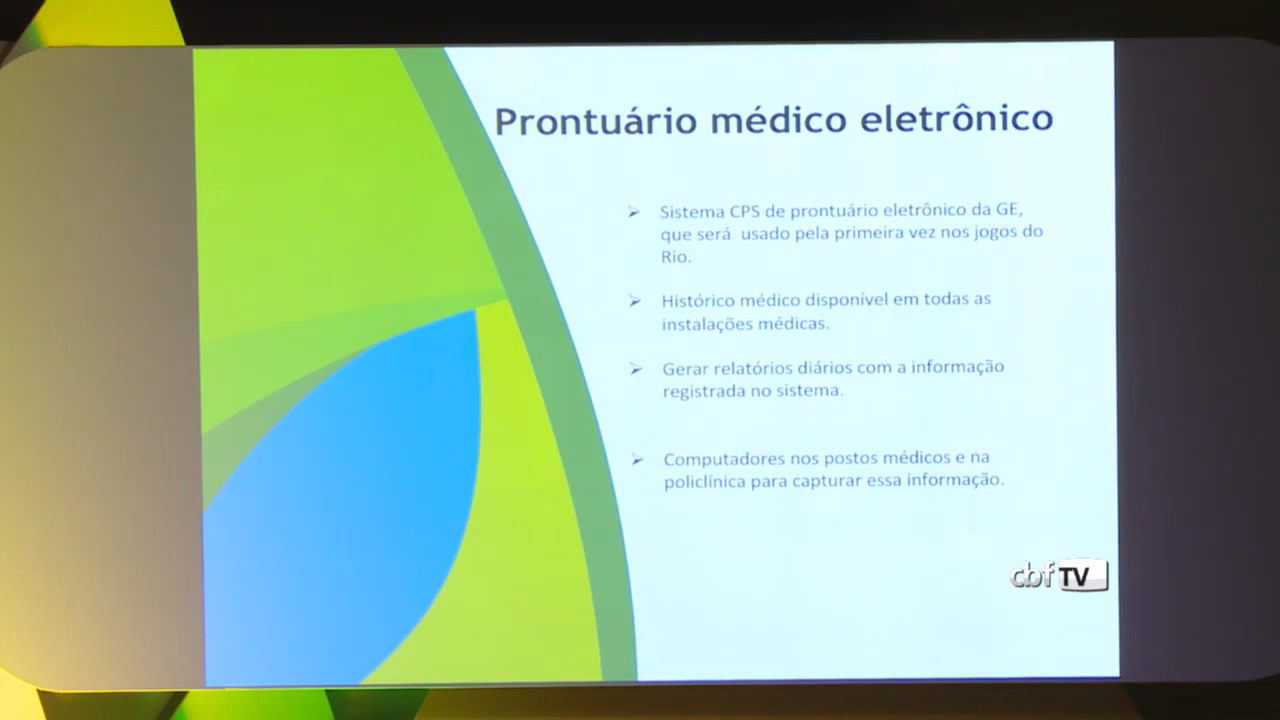 Prontuário médico eletrônico
➢ Sistema CPS de prontuário eletrônico da GE,
que será usado pela primeira vez nos jogos do
Rio.
➢ Histórico médico disponível em todas as
instalações médicas.
➢ Gerar relatórios diários com a informação
registrada no sistema.
➢ Computadores nos postos médicos e na
policlínica para capturar essa informação.
cbf TV